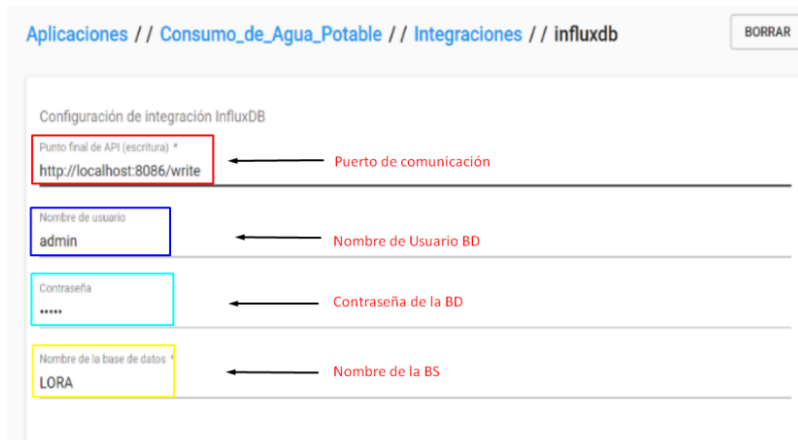 Aplicaciones / / Consumo_de_Agua_Potable / / Integraciones / / influxdb
BORRAR
Configuración de integración InfluxDB
Punto final de API (escritura) *
http://localhost:8086/write
Puerto de comunicación
Nombre de usuario
admin
Nombre de Usuario BD
Contraseña
•••••
Contraseña de la BD
Nombre de la base de datos *
LORA
Nombre de la BS